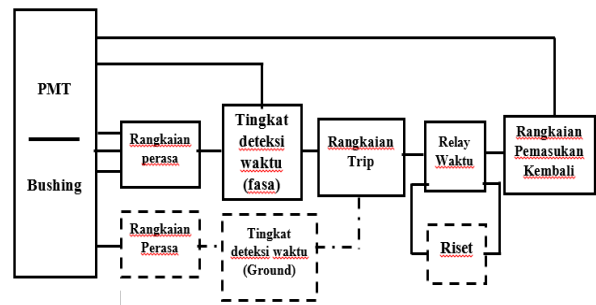 PMT
Bushing
Rangkaian
perasa
Tingkat
deteksi
waktu
(fasa)
Rangkaian
Trip
Relay
Waktu
Rangkaian
Pemasukan
Kembali
Rangkaian
Perasa
Tingkat
deteksi waktu
(Ground)
Riset